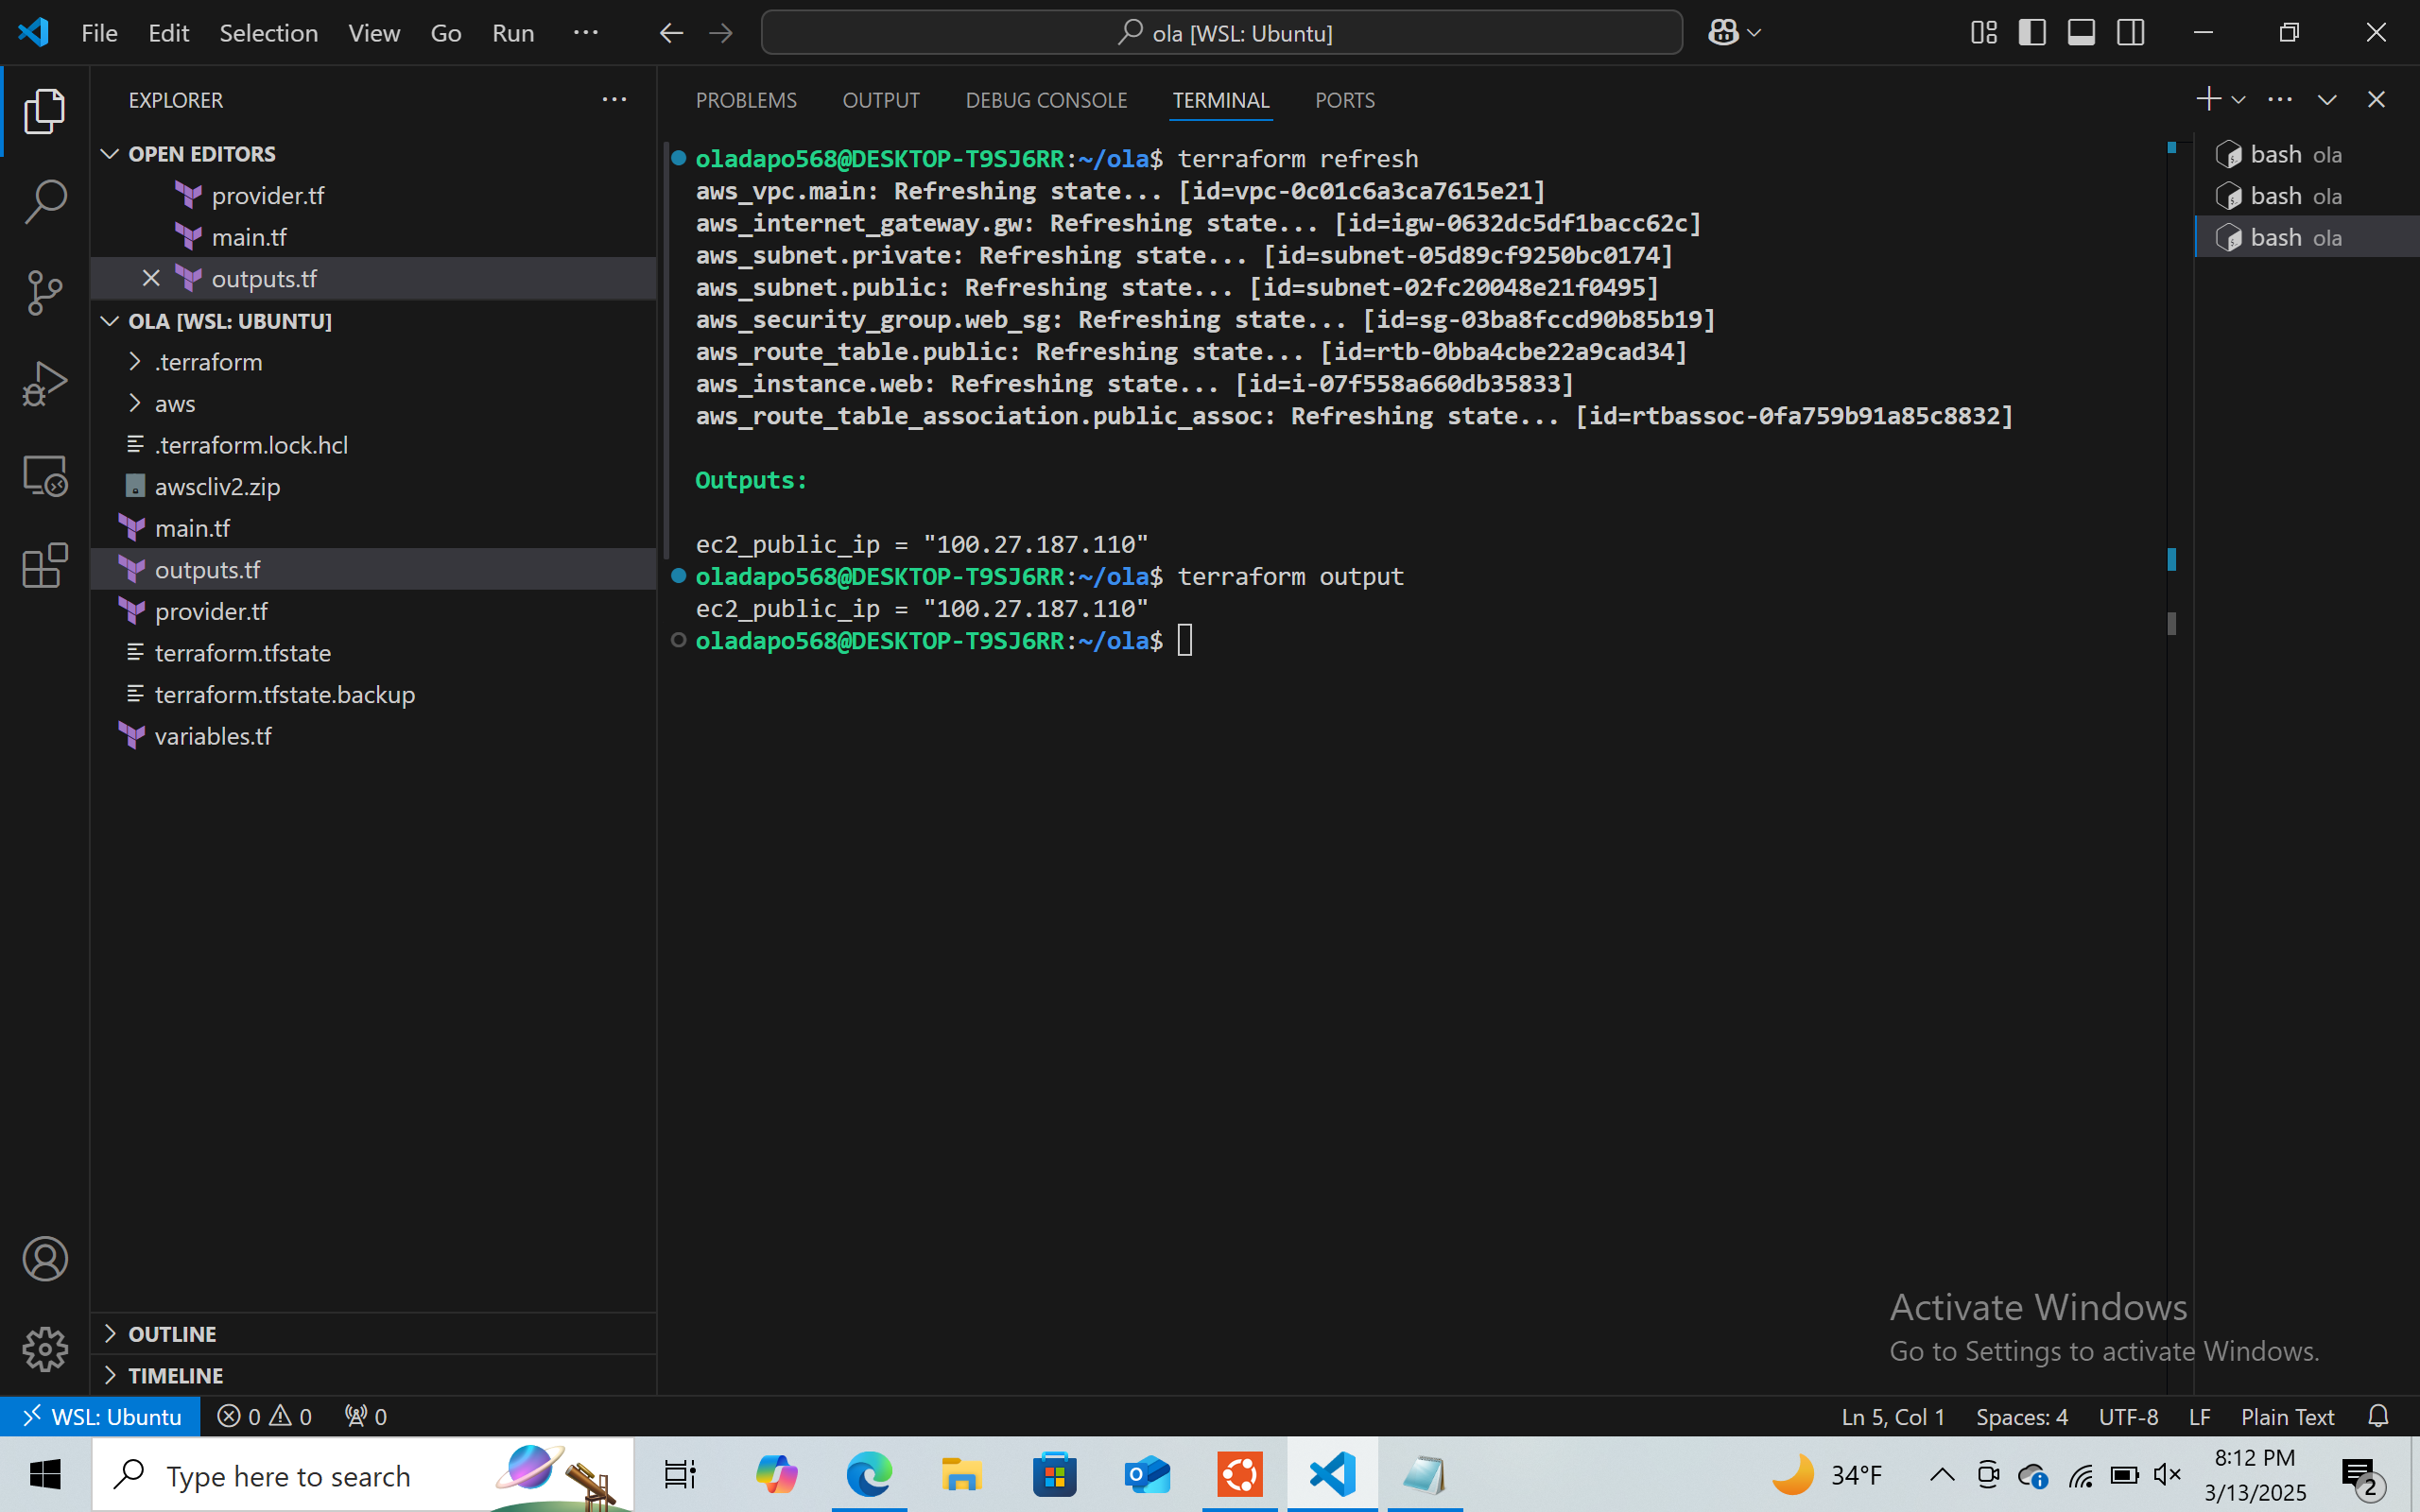 File Edit Selection View Go Run ···
ola [WSL: Ubuntu]
EXPLORER
OPEN EDITORS
provider.tf
main.tf
outputs.tf
OLA [WSL: UBUNTU]
.terraform
aws
.terraform.lock.hcl
awscliv2.zip
main.tf
outputs.tf
provider.tf
terraform.tfstate
terraform.tfstate.backup
variables.tf
OUTLINE
TIMELINE
PROBLEMS OUTPUT DEBUG CONSOLE TERMINAL PORTS
oladapo568@DESKTOP-T9SJ6RR:~/ola$ terraform refresh
aws_vpc.main: Refreshing state... [id=vpc-0c01c6a3ca7615e21]
aws_internet_gateway.gw: Refreshing state... [id=igw-0632dc5df1bacc62c]
aws_subnet.private: Refreshing state... [id=subnet-05d89cf9250bc0174]
aws_subnet.public: Refreshing state... [id=subnet-02fc20048e21f0495]
aws_security_group.web_sg: Refreshing state... [id=sg-03ba8fccd90b85b19]
aws_route_table.public: Refreshing state... [id=rtb-0bba4cbe22a9cad34]
aws_instance.web: Refreshing state... [id=i-07f558a660db35833]
aws_route_table_association.public_assoc: Refreshing state... [id=rtbassoc-0fa759b91a85c8832]
Outputs:
ec2_public_ip = "100.27.187.110"
oladapo568@DESKTOP-T9SJ6RR:~/ola$ terraform output
ec2_public_ip = "100.27.187.110"
oladapo568@DESKTOP-T9SJ6RR:~/ola$
bash ola
bash ola
bash ola
Activate Windows
Go to Settings to activate Windows.
WSL: Ubuntu 0 0 0
Ln 5, Col 1 Spaces: 4 UTF-8 LF Plain Text
Type here to search
34°F
8:12 PM
3/13/2025
2